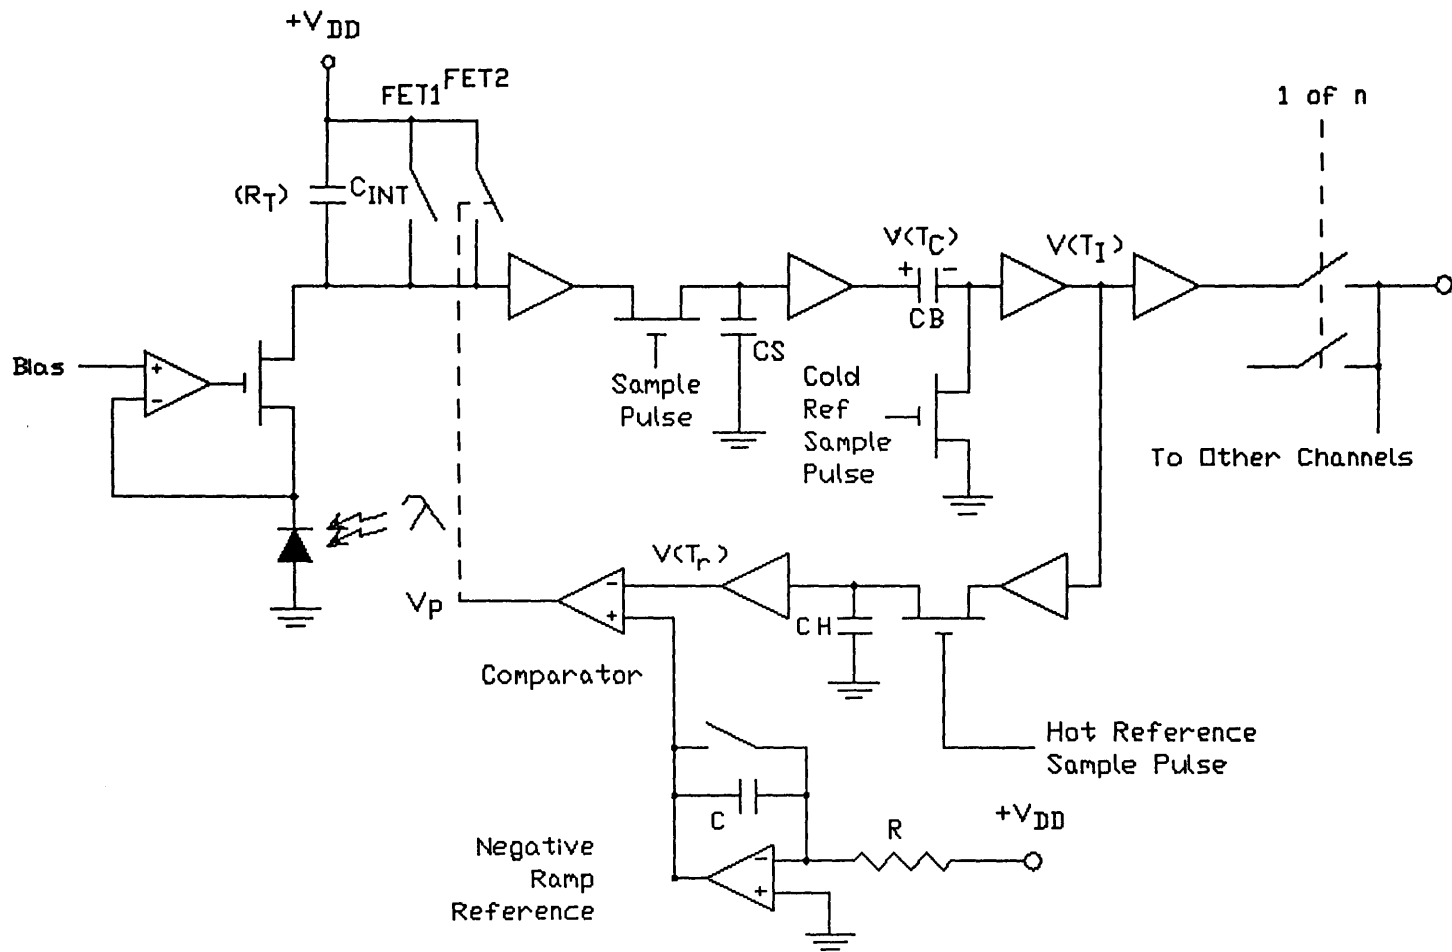 +VDD
FET1 FET2
1 of n
(RT)
CINT
V(TC)
V(TI)
+ -
CB
Bias
+
-
CS
Sample
Pulse
Cold
Ref
Sample
Pulse
To Other Channels
λ
V(Tr)
Vp
-
+
CH
Comparator
Hot Reference
Sample Pulse
C
R
+VDD
Negative
Ramp
Reference
-
+